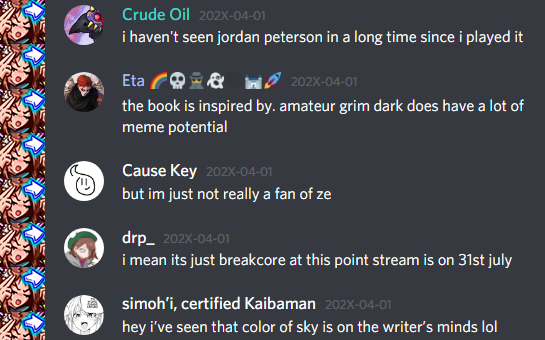 Crude Oil 202X-04-01
i haven't seen jordan peterson in a long time since i played it
Eta 🌈💀🕵️👻 🏰🚀 202X-04-01
the book is inspired by. amateur grim dark does have a lot of
meme potential
Cause Key 202X-04-01
but im just not really a fan of ze
drp_ 202X-04-01
i mean its just breakcore at this point stream is on 31st july
simoh'i, certified Kaibaman 202X-04-01
hey i've seen that color of sky is on the writer's minds lol